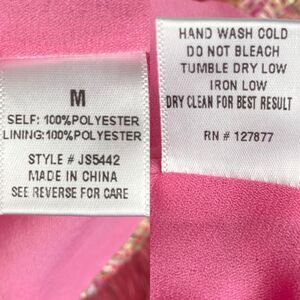 M
SELF: 100%POLYESTER
LINING:100%POLYESTER
STYLE # JS5442
MADE IN CHINA
SEE REVERSE FOR CARE
HAND WASH COLD
DO NOT BLEACH
TUMBLE DRY LOW
IRON LOW
DRY CLEAN FOR BEST RESULT
RN # 127877